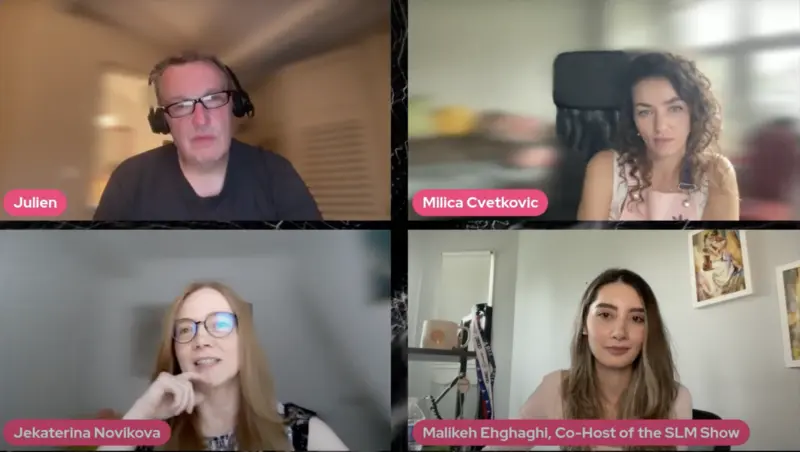 Julien
Milica Cvetkovic
Jekaterina Novikova
Malikeh Ehghaghi, Co-Host of the SLM Show